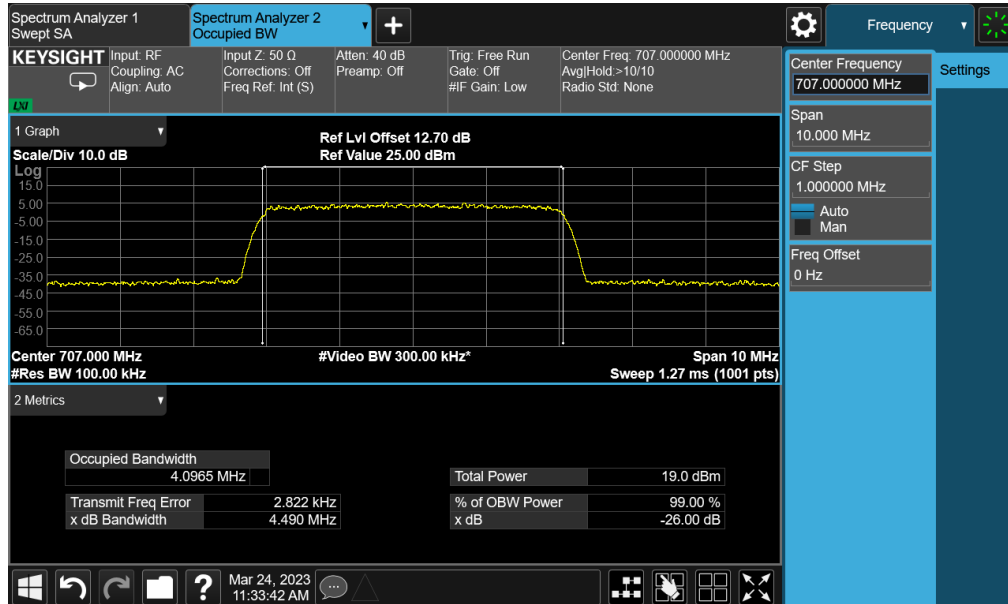 Spectrum Analyzer 1
Swept SA
Spectrum Analyzer 2
Occupied BW
Frequency
KEYSIGHT
LXI
Input: RF
Coupling: AC
Align: Auto
Input Z: 50 Ω
Corrections: Off
Freq Ref: Int (S)
Atten: 40 dB
Preamp: Off
Trig: Free Run
Gate: Off
#IF Gain: Low
Center Freq: 707.000000 MHz
Avg|Hold:>10/10
Radio Std: None
Center Frequency
707.000000 MHz
Settings
Span
10.000 MHz
CF Step
1.000000 MHz
Auto
Man
Freq Offset
0 Hz
1 Graph
Scale/Div 10.0 dB
Ref Lvl Offset 12.70 dB
Ref Value 25.00 dBm
Log
15.0
5.00
-5.00
-15.0
-25.0
-35.0
-45.0
-55.0
-65.0
Center 707.000 MHz
#Res BW 100.00 kHz
#Video BW 300.00 kHz*
Span 10 MHz
Sweep 1.27 ms (1001 pts)
2 Metrics
Occupied Bandwidth
4.0965 MHz
Total Power 19.0 dBm
Transmit Freq Error 2.822 kHz
% of OBW Power 99.00 %
x dB Bandwidth 4.490 MHz
x dB -26.00 dB
?
Mar 24, 2023
11:33:42 AM